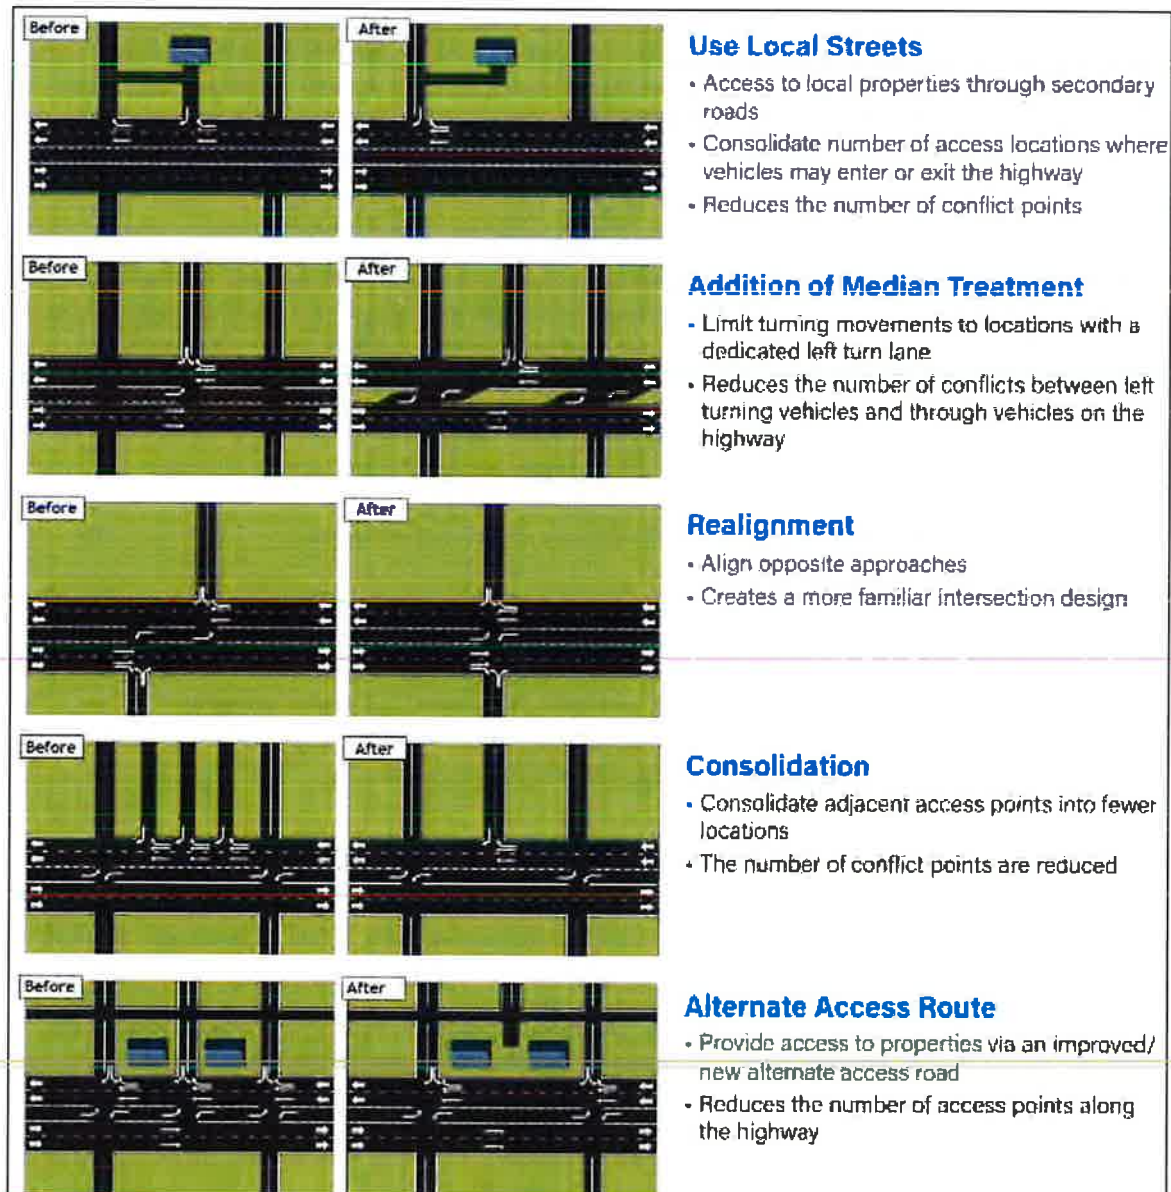 Before
After
Use Local Streets
• Access to local properties through secondary
roads
• Consolidate number of access locations where
vehicles may enter or exit the highway
• Reduces the number of conflict points
Before
After
Addition of Median Treatment
• Limit turning movements to locations with a
dedicated left turn lane
• Reduces the number of conflicts between left
turning vehicles and through vehicles on the
highway
Before
After
Realignment
• Align opposite approaches
• Creates a more familiar intersection design
Before
After
Consolidation
• Consolidate adjacent access points into fewer
locations
• The number of conflict points are reduced
Before
After
Alternate Access Route
• Provide access to properties via an improved/
new alternate access road
• Reduces the number of access points along
the highway